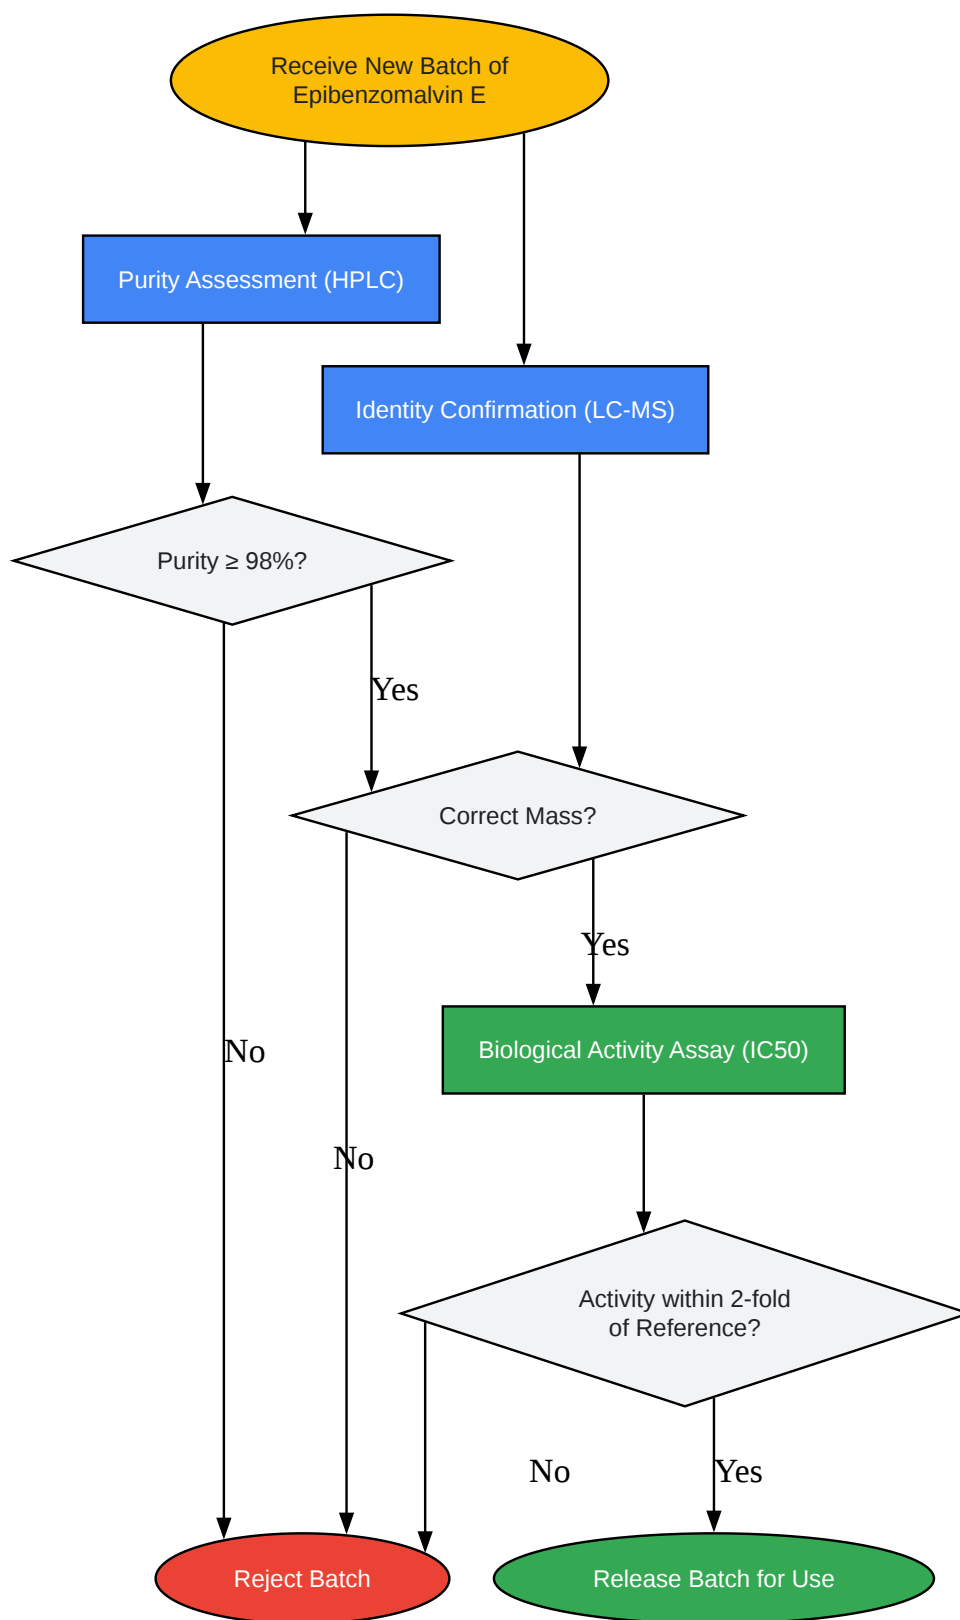 Receive New Batch of
Epibenzomalvin E
Purity Assessment (HPLC)
Identity Confirmation (LC-MS)
Purity ≥ 98%?
Yes
Correct Mass?
Yes
No
Biological Activity Assay (IC50)
No
Activity within 2-fold
of Reference?
No
Yes
Reject Batch
Release Batch for Use